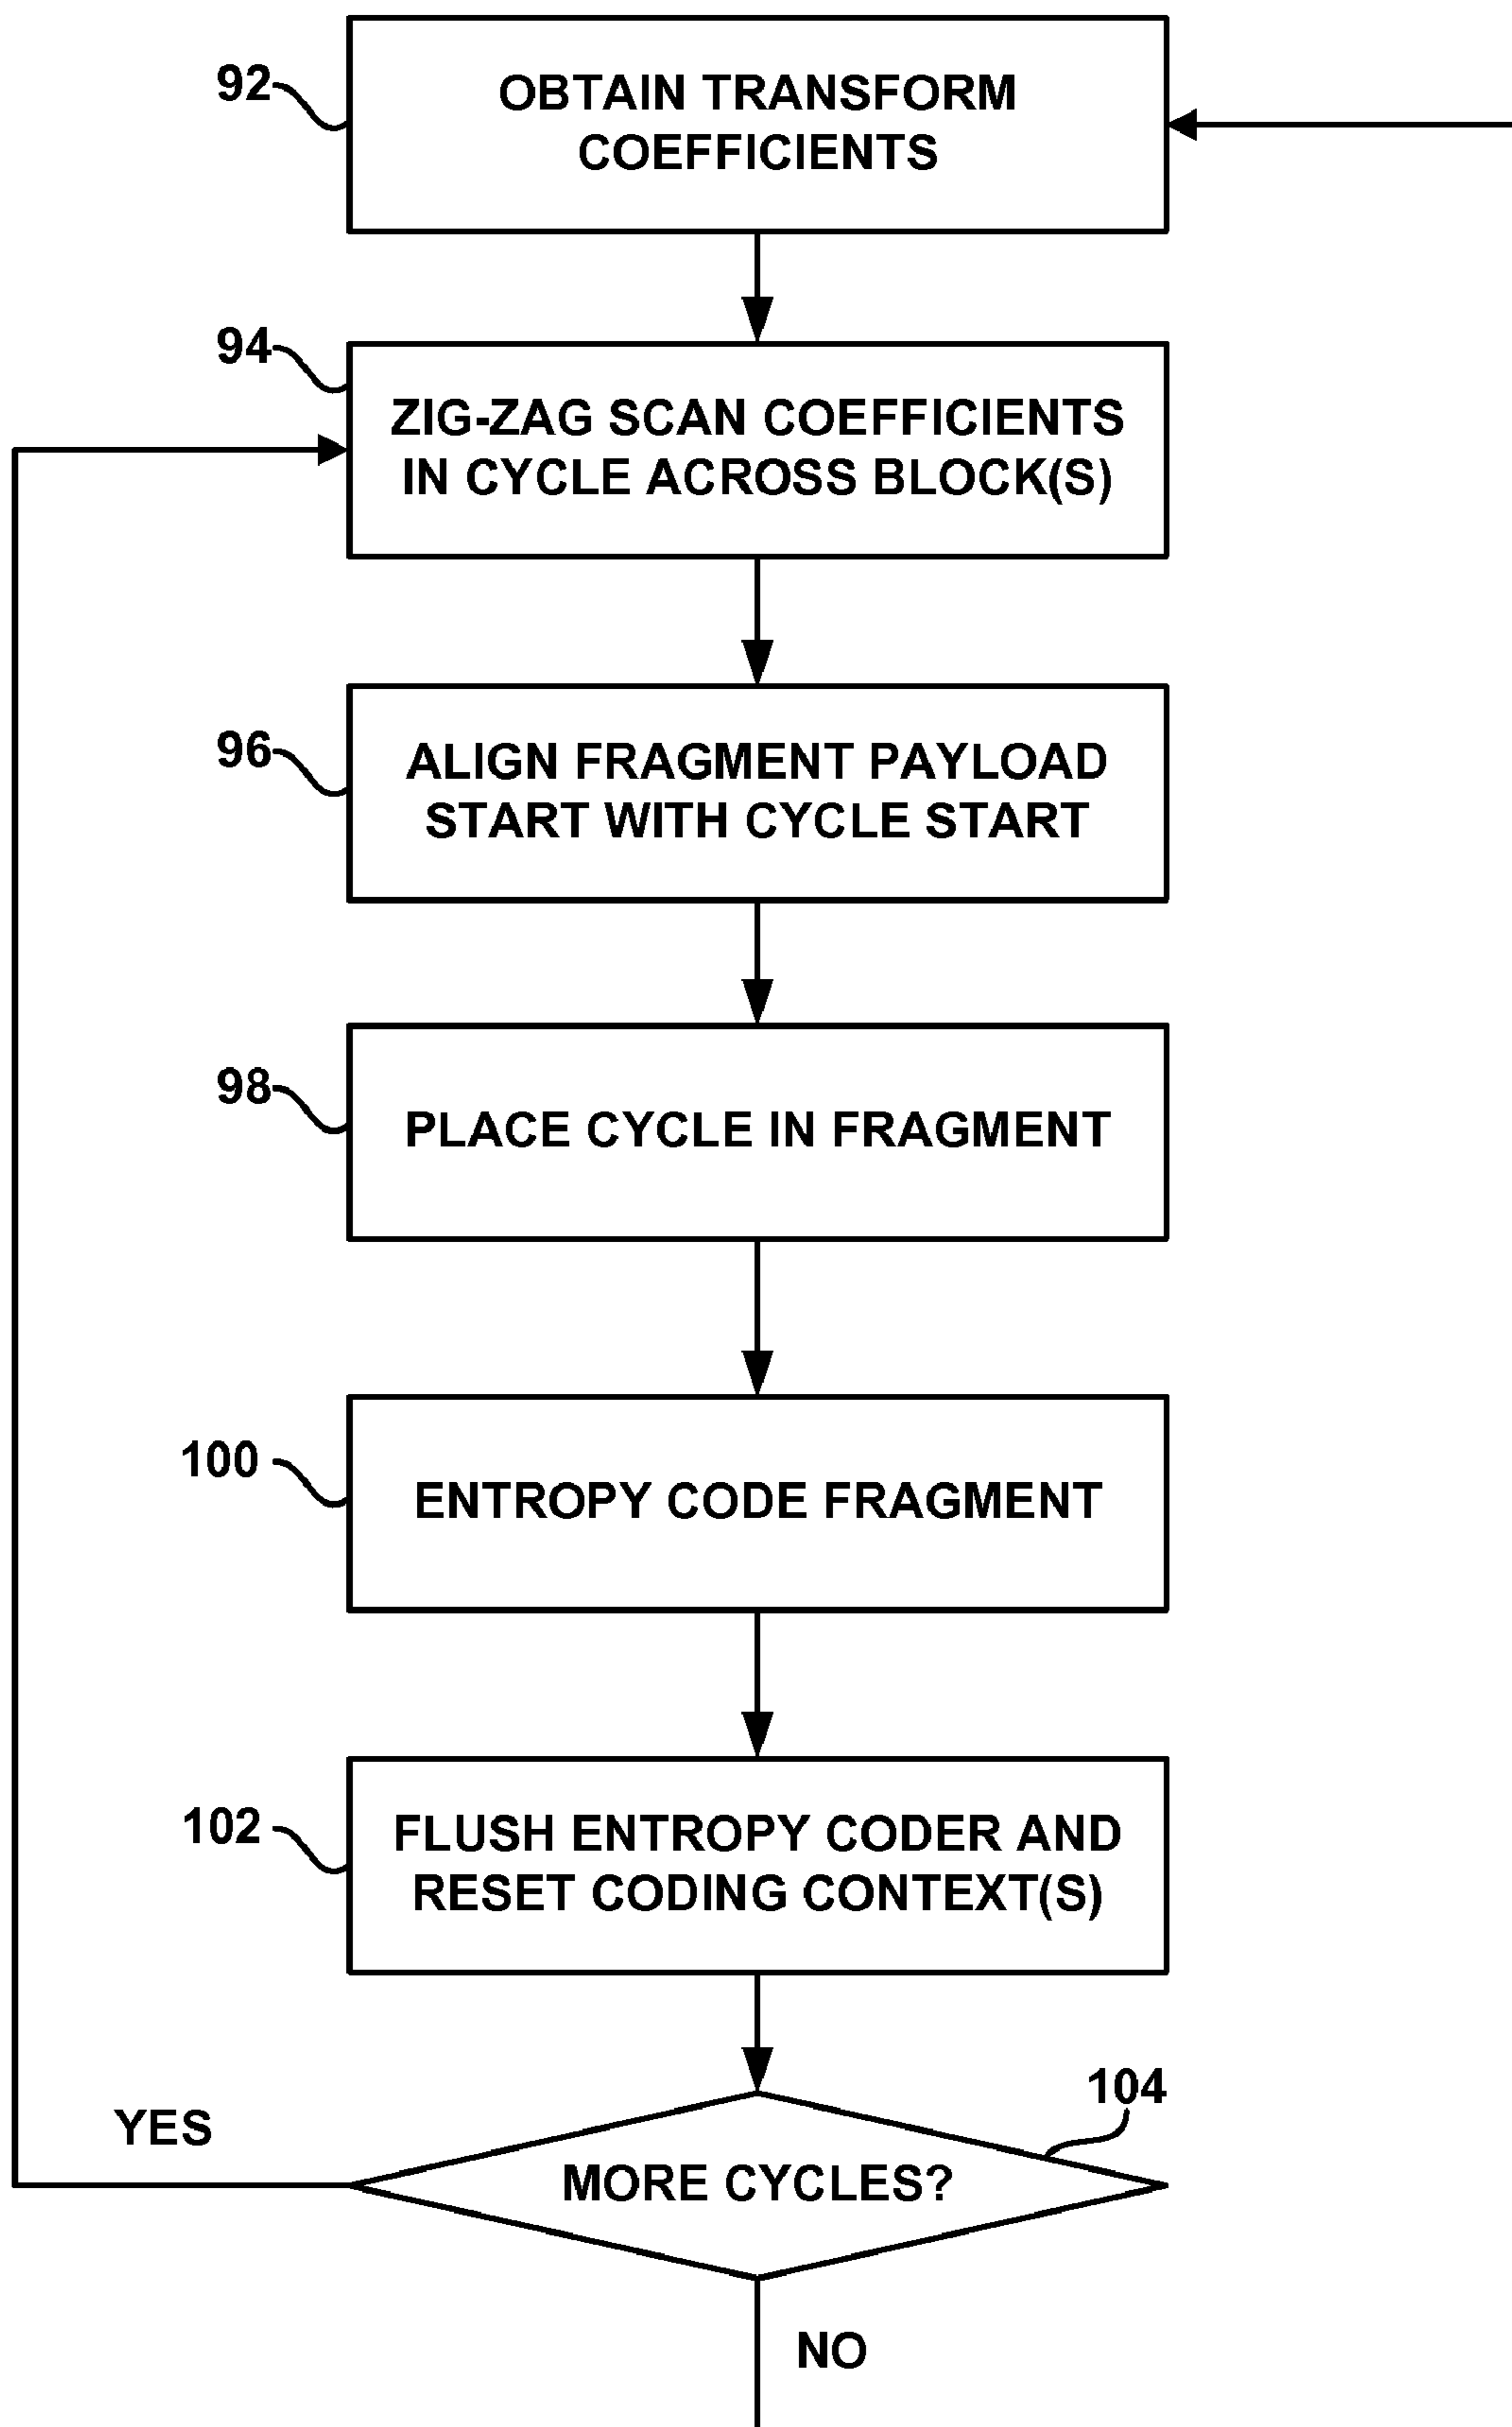 92
OBTAIN TRANSFORM
COEFFICIENTS
94
ZIG-ZAG SCAN COEFFICIENTS
IN CYCLE ACROSS BLOCK(S)
96
ALIGN FRAGMENT PAYLOAD
START WITH CYCLE START
98
PLACE CYCLE IN FRAGMENT
100
ENTROPY CODE FRAGMENT
102
FLUSH ENTROPY CODER AND
RESET CODING CONTEXT(S)
104
YES
MORE CYCLES?
NO